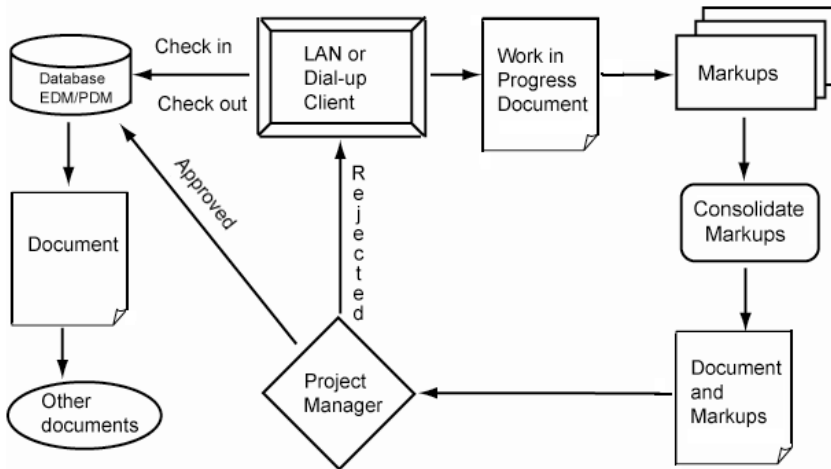 Check in
Check out
Database
EDM/PDM
LAN or
Dial-up
Client
Work in
Progress
Document
Markups
Approved
Rejected
Document
Consolidate
Markups
Project
Manager
Document
and
Markups
Other
documents